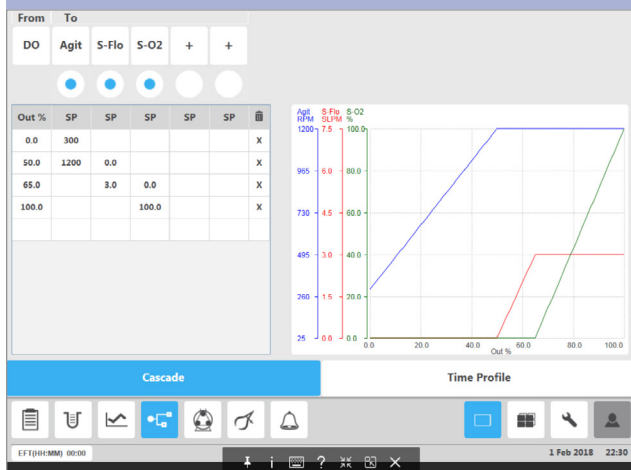 From To
DO Agit S-Flo S-O2 + +
Out % SP SP SP SP SP
0.0 300 X
50.0 1200 0.0 X
65.0 3.0 0.0 X
100.0 100.0 X
Agit S-Flu S-O2
RPM SLPM %
1200 7.5 100.0
965 6.0 80.0
730 4.5 60.0
495 3.0 40.0
260 1.5 20.0
25 0.0 0.0
0.0 20.0 40.0 60.0 80.0 100.0
Out %
Cascade Time Profile
EFT(HH:MM) 00:00 i ? X 1 Feb 2018 22:30